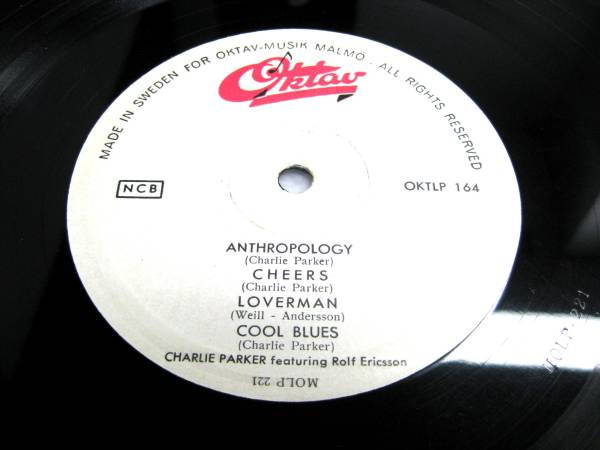 MADE IN SWEDEN FOR OKTAV-MUSIK MALMÖ - ALL RIGHTS RESERVED
Oktav
NCB
OKTLP 164
ANTHROPOLOGY
(Charlie Parker)
CHEERS
(Charlie Parker)
LOVERMAN
(Weill - Andersson)
COOL BLUES
(Charlie Parker)
CHARLIE PARKER featuring Rolf Ericsson
MOLP 221
MOLP 221